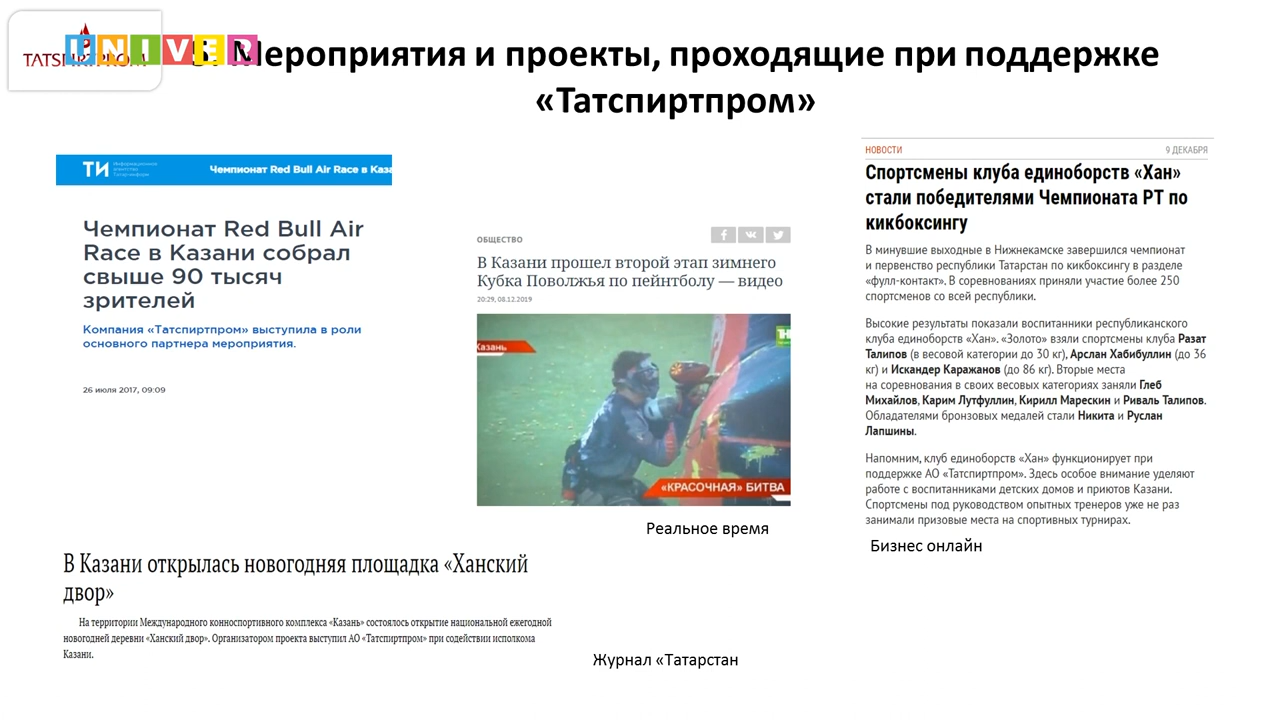 UNIVER
5. Мероприятия и проекты, проходящие при поддержке
«Татспиртпром»
ТИ
Информационное
агентство
Татар-информ
Чемпионат Red Bull Air Race в Каза
Чемпионат Red Bull Air
Race в Казани собрал
свыше 90 тысяч
зрителей
Компания «Татспиртпром» выступила в роли
основного партнера мероприятия.
26 июля 2017, 09:09
ОБЩЕСТВО
В Казани прошел второй этап зимнего
Кубка Поволжья по пейнтболу — видео
20:29, 08.12.2019
Казань
«КРАСОЧНАЯ» БИТВА
Реальное время
НОВОСТИ 9 ДЕКАБРЯ
Спортсмены клуба единоборств «Хан»
стали победителями Чемпионата РТ по
кикбоксингу
В минувшие выходные в Нижнекамске завершился чемпионат
и первенство республики Татарстан по кикбоксингу в разделе
«фулл-контакт». В соревнованиях приняли участие более 250
спортсменов со всей республики.
Высокие результаты показали воспитанники республиканского
клуба единоборств «Хан». «Золото» взяли спортсмены клуба Разат
Талипов (в весовой категории до 30 кг), Арслан Хабибуллин (до 36
кг) и Искандер Каражанов (до 86 кг). Вторые места
на соревнования в своих весовых категориях заняли Глеб
Михайлов, Карим Лутфуллин, Кирилл Марескин и Риваль Талипов.
Обладателями бронзовых медалей стали Никита и Руслан
Лапшины.
Напомним, клуб единоборств «Хан» функционирует при
поддержке АО «Татспиртпром». Здесь особое внимание уделяют
работе с воспитанниками детских домов и приютов Казани.
Спортсмены под руководством опытных тренеров уже не раз
занимали призовые места на спортивных турнирах.
Бизнес онлайн
В Казани открылась новогодняя площадка «Ханский
двор»
На территории Международного конноспортивного комплекса «Казань» состоялось открытие национальной ежегодной
новогодней деревни «Ханский двор». Организатором проекта выступил АО «Татспиртпром» при содействии исполкома
Казани.
Журнал «Татарстан